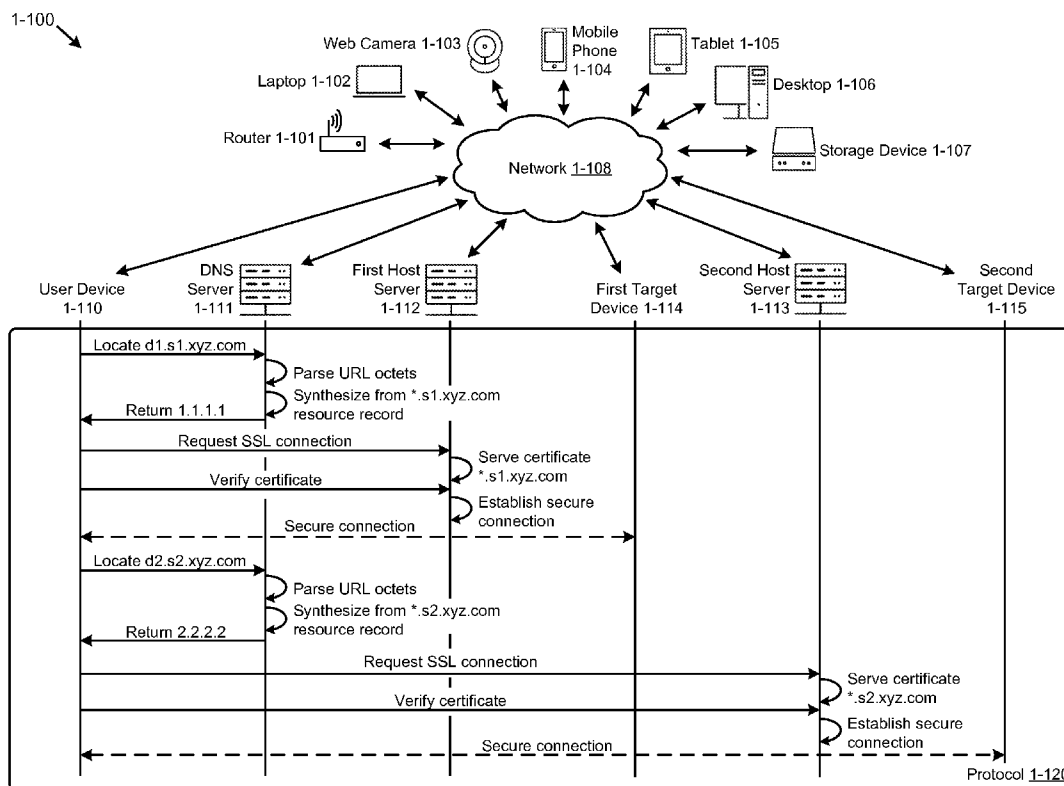 1-100
Web Camera 1-103
Mobile
Phone
1-104
Tablet 1-105
Laptop 1-102
Desktop 1-106
Router 1-101
Storage Device 1-107
Network 1-108
User Device
1-110
DNS
Server
1-111
First Host
Server
1-112
First Target
Device 1-114
Second Host
Server
1-113
Second
Target Device
1-115
Locate d1.s1.xyz.com
Parse URL octets
Synthesize from *.s1.xyz.com
resource record
Return 1.1.1.1
Request SSL connection
Serve certificate
*.s1.xyz.com
Verify certificate
Establish secure
connection
Secure connection
Locate d2.s2.xyz.com
Parse URL octets
Synthesize from *.s2.xyz.com
resource record
Return 2.2.2.2
Request SSL connection
Serve certificate
*.s2.xyz.com
Verify certificate
Establish secure
connection
Secure connection
Protocol 1-120